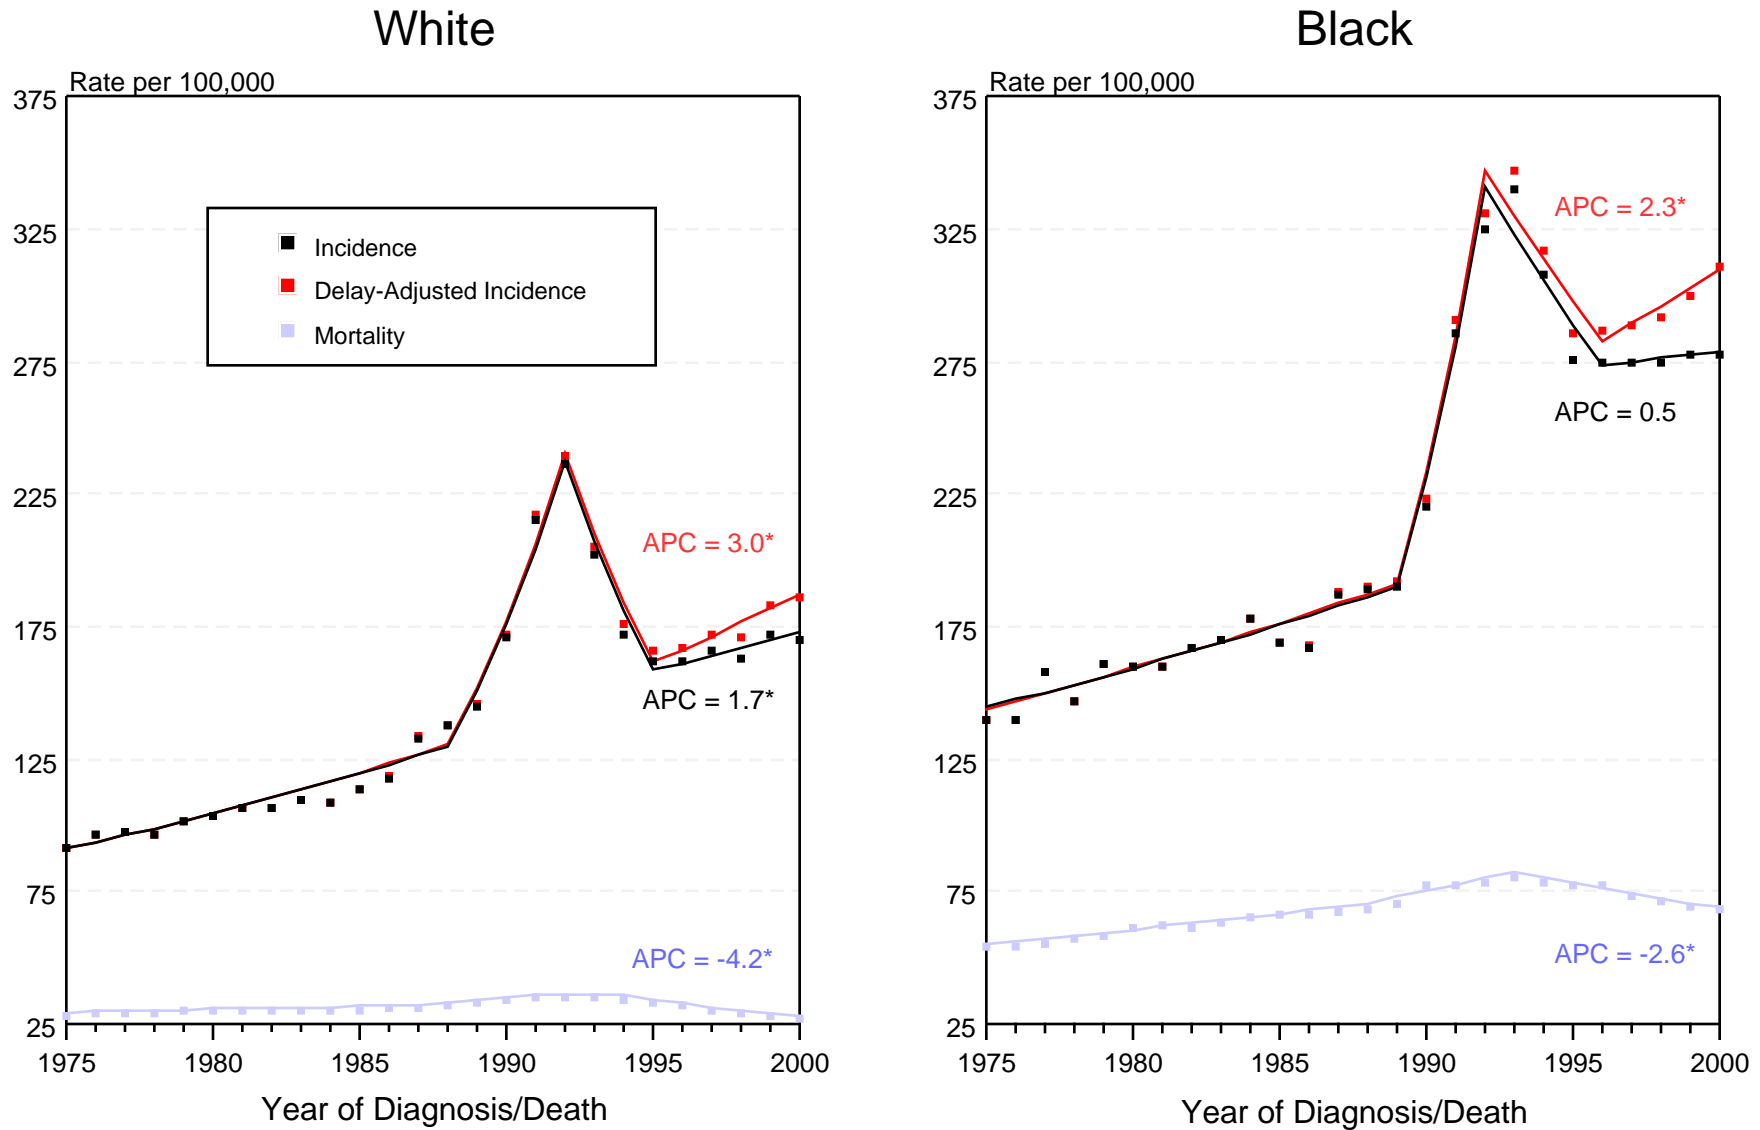 White
Rate per 100,000
375
325
275
225
175
125
75
25
Incidence
Delay-Adjusted Incidence
Mortality
APC = 3.0*
APC = 1.7*
APC = -4.2*
1975 1980 1985 1990 1995 2000
Year of Diagnosis/Death
Black
Rate per 100,000
375
325
275
225
175
125
75
25
APC = 2.3*
APC = 0.5
APC = -2.6*
1975 1980 1985 1990 1995 2000
Year of Diagnosis/Death